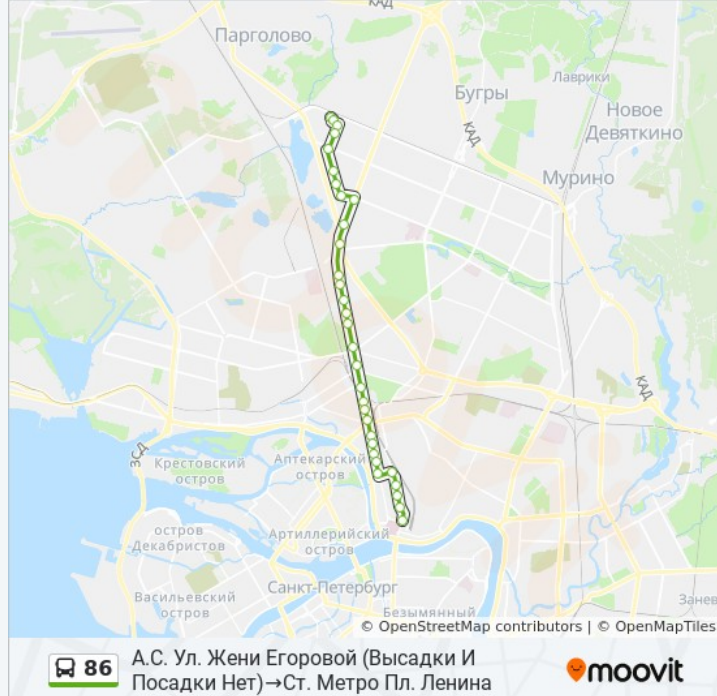 КАД
Парголово
Лаврики
Бугры
Новое
Девяткино
КАД
Мурино
КАД
ЗСД
Крестовский
остров
Аптекарский
остров
остров
Декабристов
Артиллерийский
остров
Санкт-Петербург
Васильевский
остров
Безымянный
Занев
© OpenStreetMap contributors | © OpenMapTiles
86
А.С. Ул. Жени Егоровой (Высадки И
Посадки Нет)→Ст. Метро Пл. Ленина
moovit